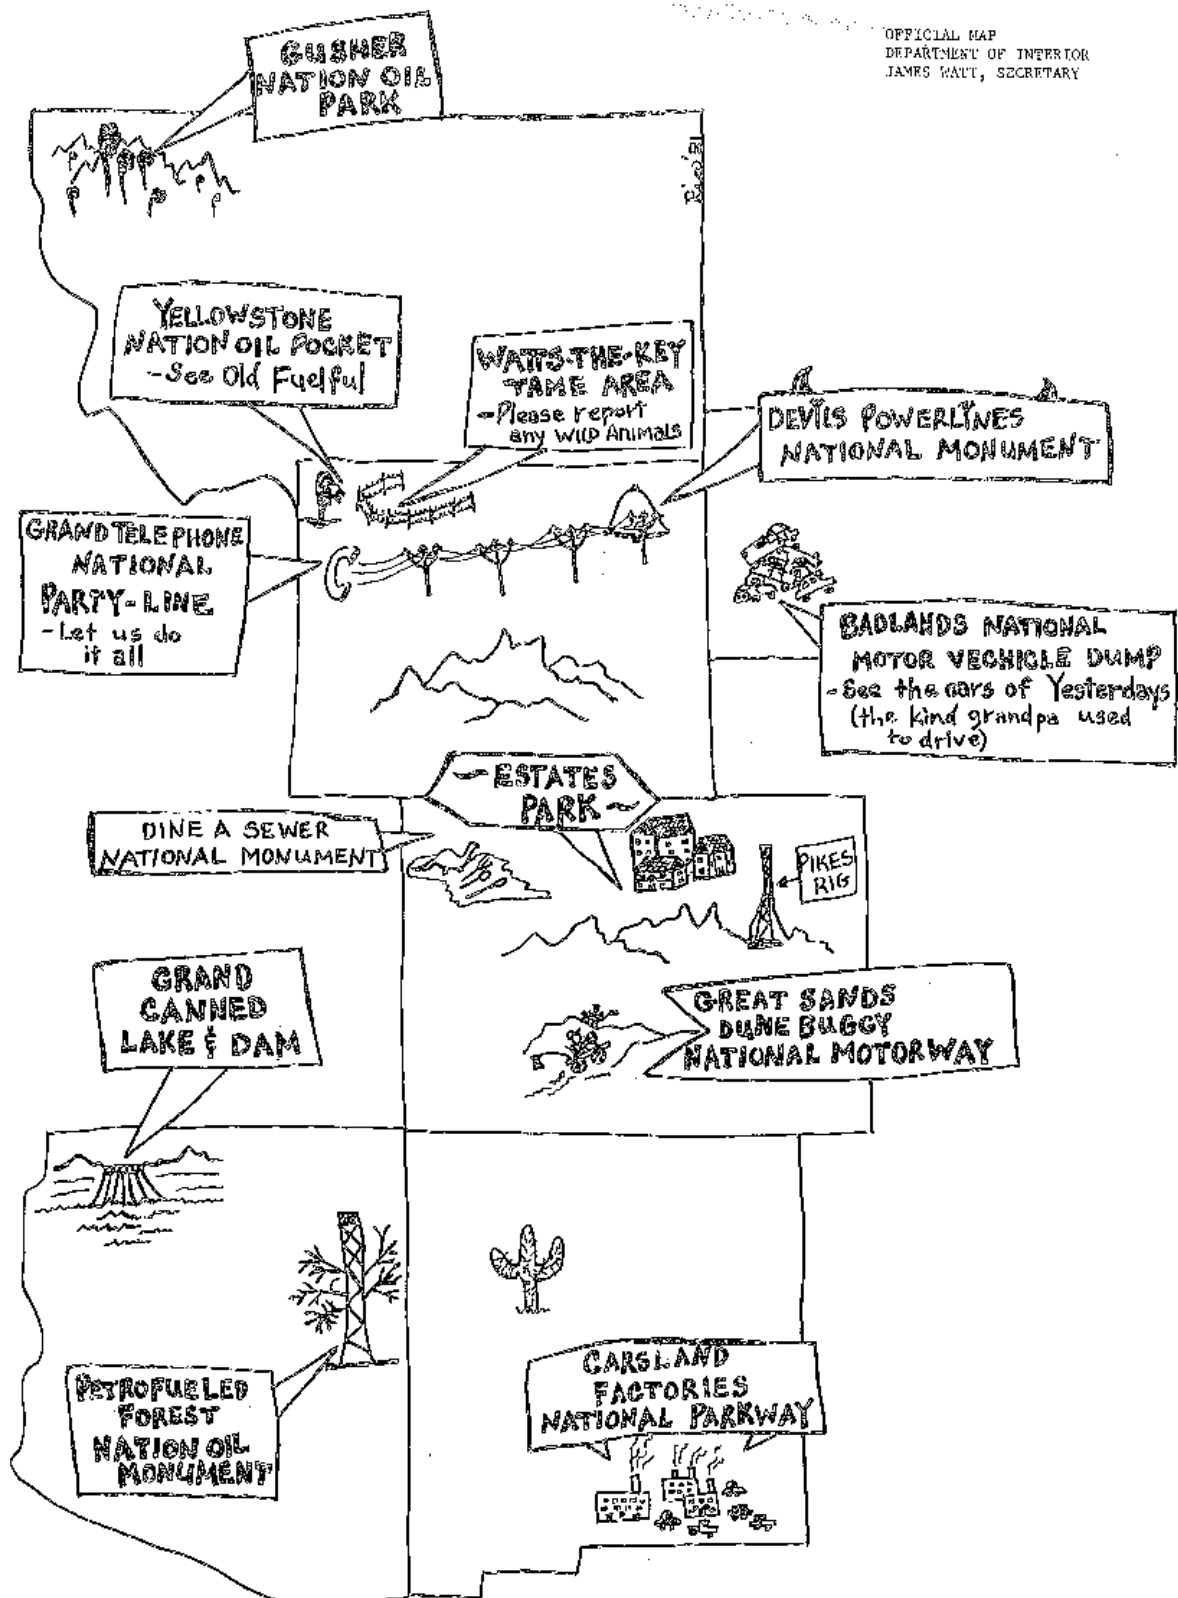 OFFICIAL MAP
DEPARTMENT OF INTERIOR
JAMES WATT, SECRETARY
GUSHER
NATION OIL
PARK
YELLOWSTONE
NATION OIL POCKET
-See Old Fuelful
WATTS-THE-KEY
TAME AREA
-Please report
any WILD ANIMALS
DEVILS POWERLINES
NATIONAL MONUMENT
GRAND TELEPHONE
NATIONAL
PARTY-LINE
-Let us do
it all
BADLANDS NATIONAL
MOTOR VECHICLE DUMP
-See the cars of Yesterdays
(the kind grandpa used
to drive)
ESTATES
PARK
DINE A SEWER
NATIONAL MONUMENT
PIKES
RIG
GRAND
CANNED
LAKE & DAM
GREAT SANDS
DUNE BUGGY
NATIONAL MOTORWAY
PETROFUELED
FOREST
NATION OIL
MONUMENT
CARSLAND
FACTORIES
NATIONAL PARKWAY